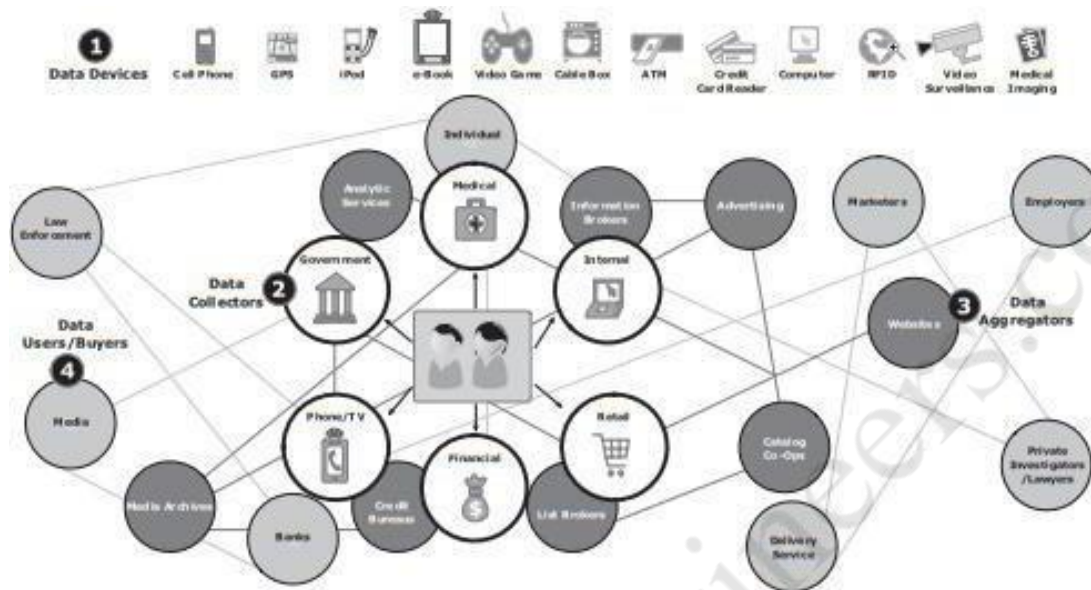 1
Data Devices
Cell Phone
GPS
iPod
e-Book
Video Game
Cable Box
ATM
Credit
Card Reader
Computer
RFID
Video
Surveillance
Medical
Imaging
Individual
Analytic
Services
Medical
Information
Brokers
Advertising
Marketers
Employers
Law
Enforcement
Government
Internal
Data
Collectors
2
Websites
3
Data
Aggregators
Data
Users/Buyers
4
Media
Phone/TV
Financial
Retail
Catalog
Co-Ops
Private
Investigators
/Lawyers
Media Archives
Banks
Credit
Bureaus
List Brokers
Delivery
Service